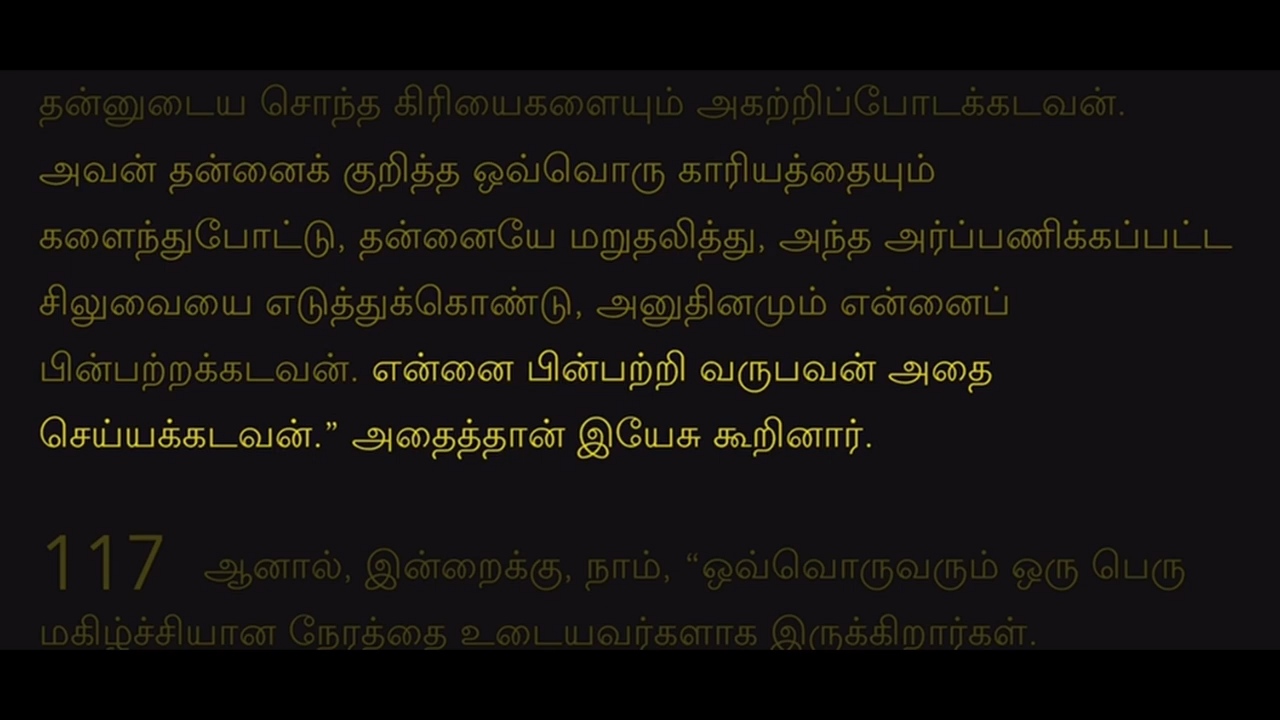 தன்னுடைய சொந்த கிரியைகளையும் அகற்றிப்போடக்கடவன்.
அவன் தன்னைக் குறித்த ஒவ்வொரு காரியத்தையும்
களைந்துபோட்டு, தன்னையே மறுதலித்து, அந்த அர்ப்பணிக்கப்பட்ட
சிலுவையை எடுத்துக்கொண்டு, அனுதினமும் என்னைப்
பின்பற்றக்கடவன். என்னை பின்பற்றி வருபவன் அதை
செய்யக்கடவன்.” அதைத்தான் இயேசு கூறினார்.
117 ஆனால், இன்றைக்கு, நாம், “ஒவ்வொருவரும் ஒரு பெரு
மகிழ்ச்சியான நேரத்தை உடையவர்களாக இருக்கிறார்கள்.